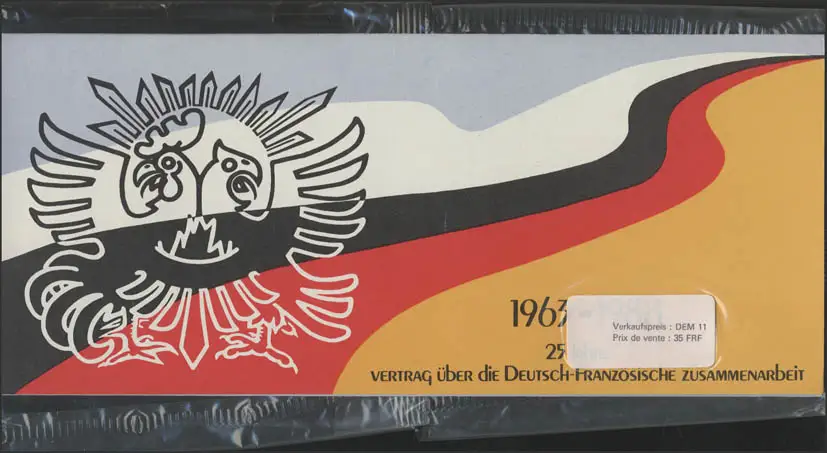 1963
Verkaufspreis : DEM 11
Prix de vente : 35 FRF
25
VERTRAG ÜBER die DEUTSCH-FRANZÖSISCHE ZUSAMMENARBEIT